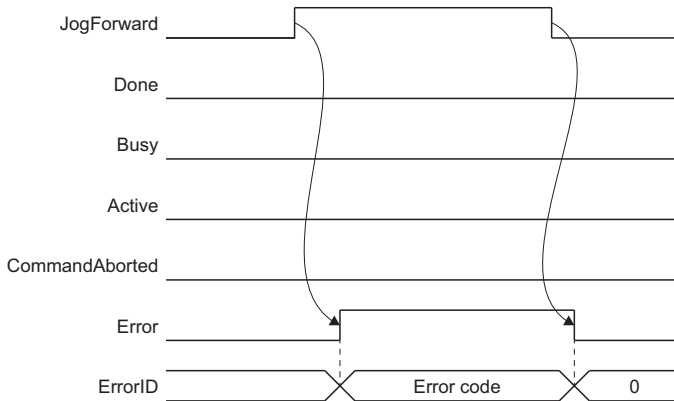 JogForward
Done
Busy
Active
CommandAborted
Error
ErrorID Error code 0